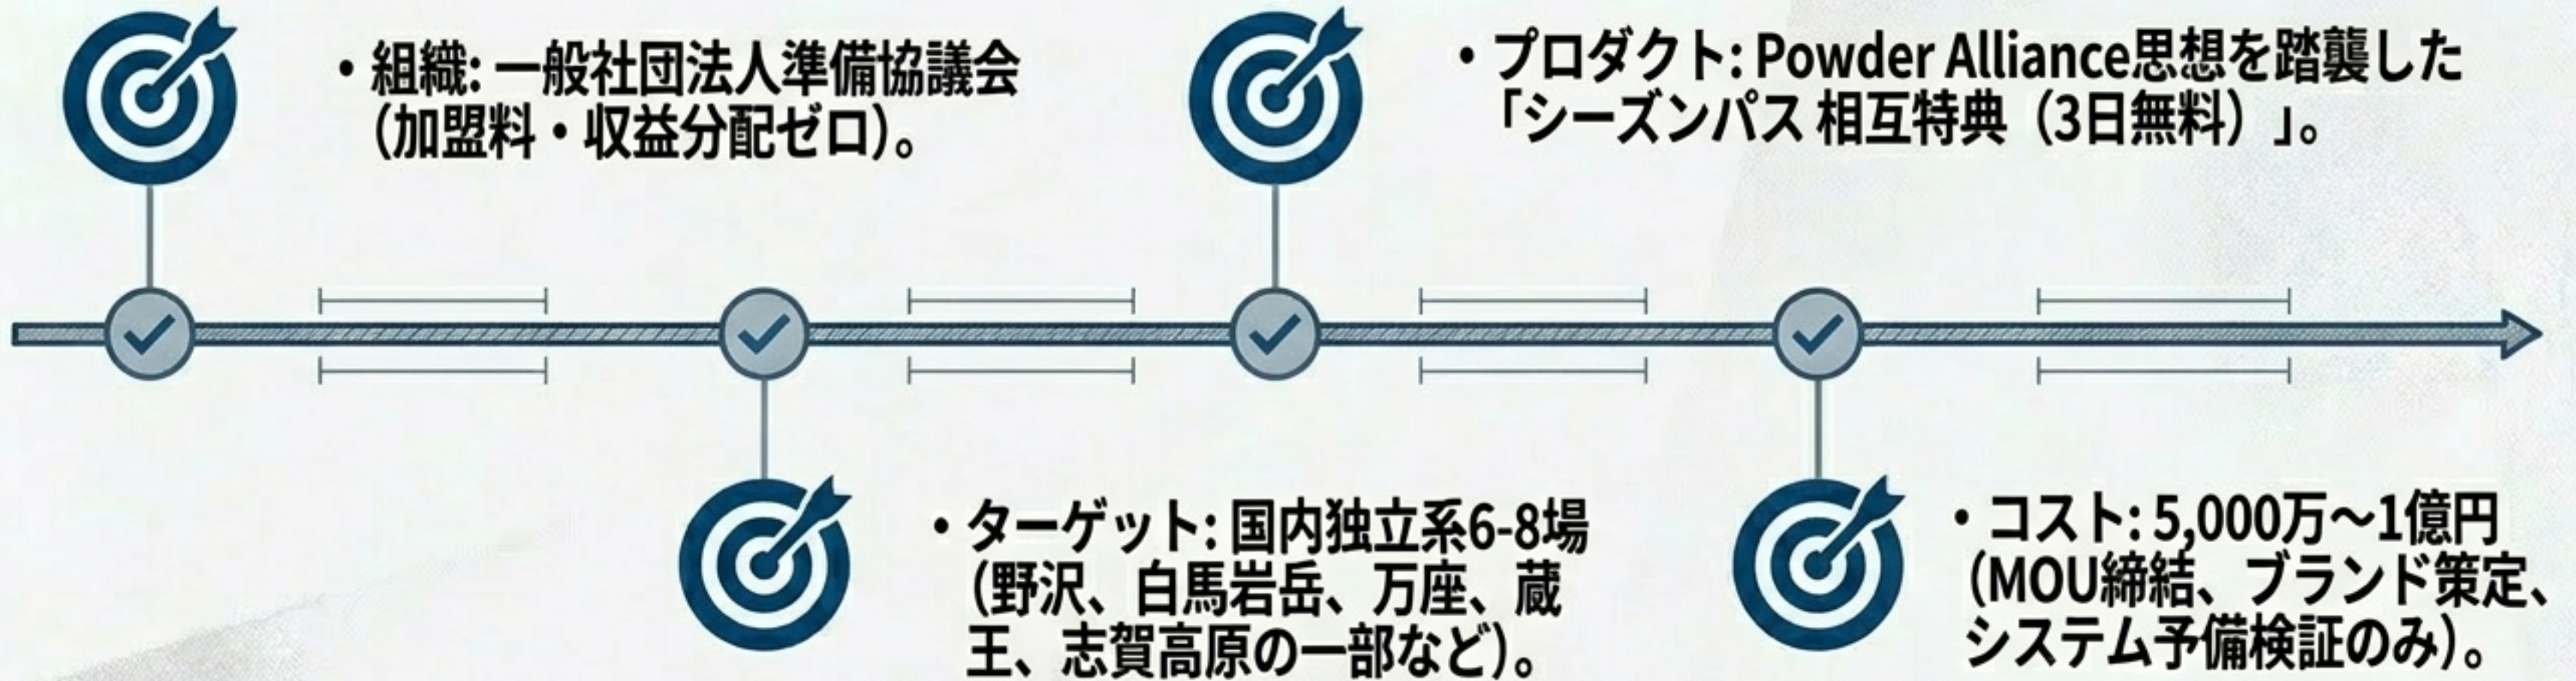 ・組織: 一般社団法人準備協議会
(加盟料・収益分配ゼロ)。
・ターゲット: 国内独立系6-8場
(野沢、白馬岩岳、万座、蔵
王、志賀高原の一部など)。
・プロダクト: Powder Alliance思想を踏襲した
「シーズンパス 相互特典（3日無料）」。
・コスト: 5,000万～1億円
(MOU締結、ブランド策定、
システム予備検証のみ)。